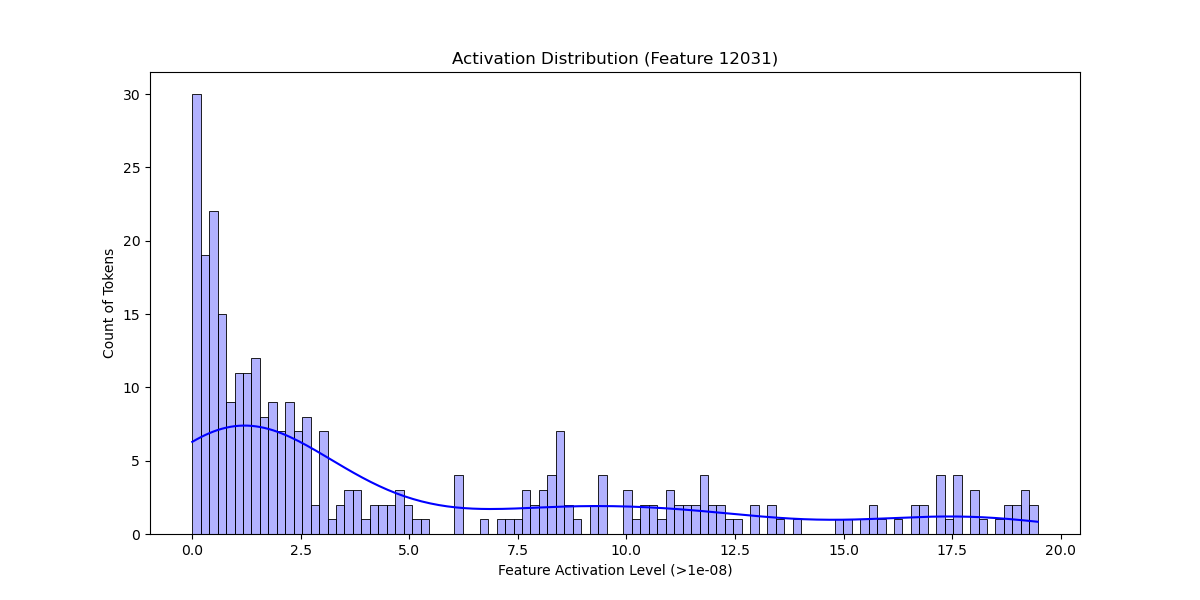 Activation Distribution (Feature 12031)
30
25
20
15
10
5
0
Count of Tokens
0.0 2.5 5.0 7.5 10.0 12.5 15.0 17.5 20.0
Feature Activation Level (>1e-08)